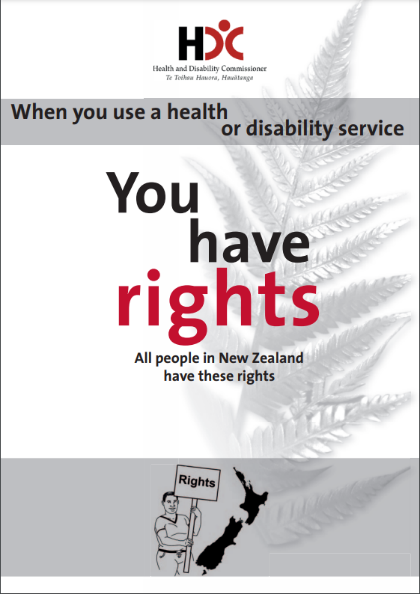 HDC
Health and Disability Commissioner
Te Toihau Hauora, Hauātanga
When you use a health
or disability service
You
have
rights
All people in New Zealand
have these rights
Rights